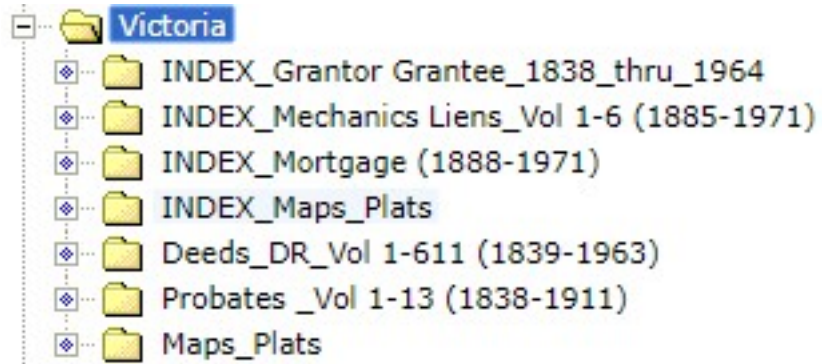 Victoria
INDEX_Grantor Grantee_1838_thru_1964
INDEX_Mechanics Liens_Vol 1-6 (1885-1971)
INDEX_Mortgage (1888-1971)
INDEX_Maps_Plats
Deeds_DR_Vol 1-611 (1839-1963)
Probates _Vol 1-13 (1838-1911)
Maps_Plats